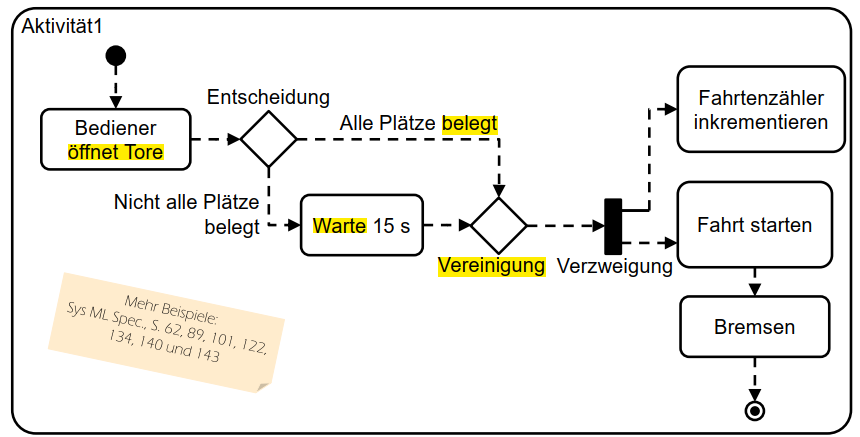 Aktivität1
Entscheidung
Bediener
öffnet Tore
Alle Plätze belegt
Fahrtenzähler
inkrementieren
Nicht alle Plätze
belegt
Warte 15 s
Vereinigung
Verzweigung
Fahrt starten
Bremsen
Mehr Beispiele:
Sys ML Spec., S. 62, 89, 101, 122,
134, 140 und 143